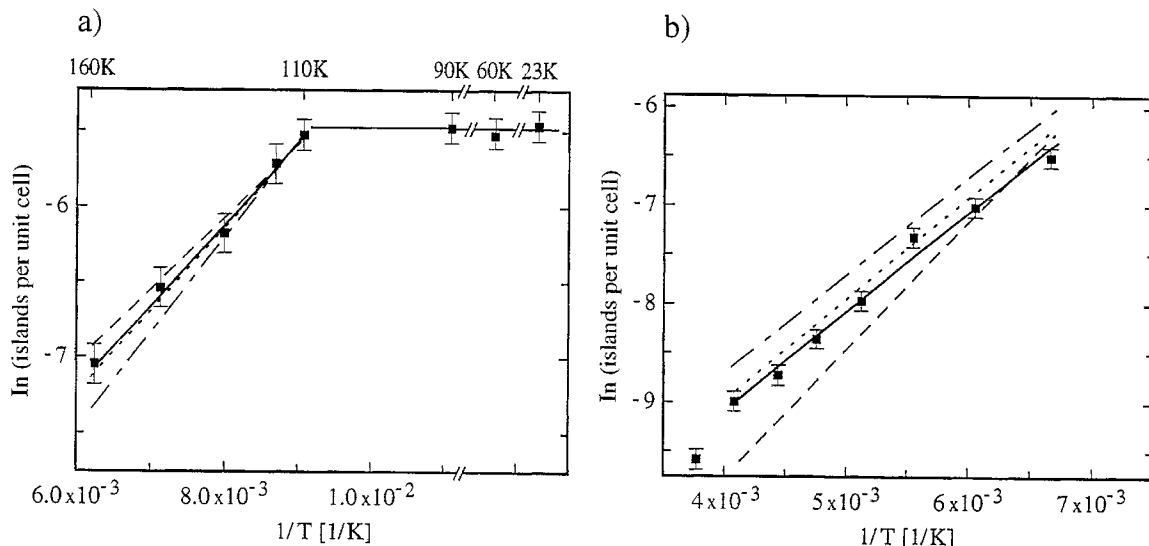 a)
160K 110K 90K 60K 23K
ln (islands per unit cell)
-6
-7
6.0x10⁻³ 8.0x10⁻³ 1.0x10⁻²
1/T [1/K]
b)
ln (islands per unit cell)
-6
-7
-8
-9
4x10⁻³ 5x10⁻³ 6x10⁻³ 7x10⁻³
1/T [1/K]